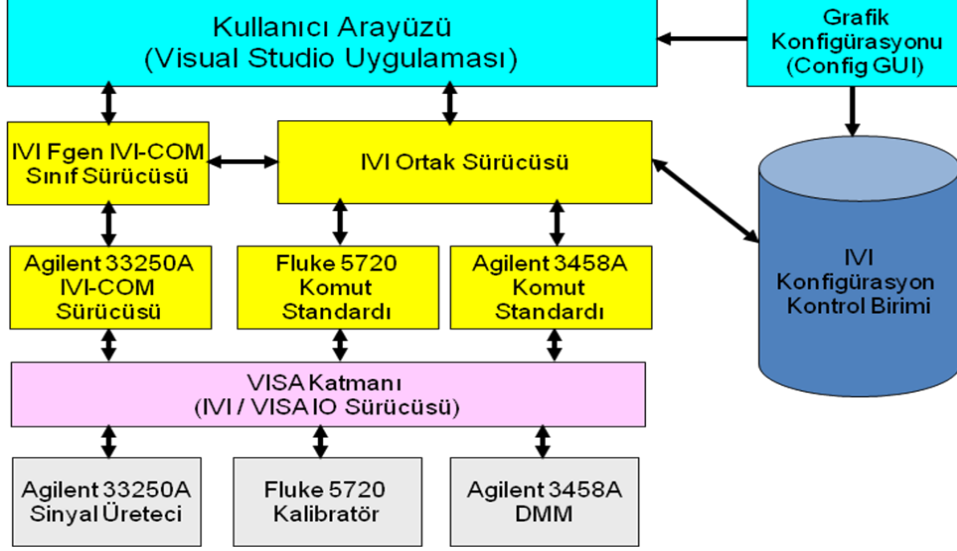 Kullanıcı Arayüzü
(Visual Studio Uygulaması)
Grafik
Konfigürasyonu
(Config GUI)
IVI Fgen IVI-COM
Sınıf Sürücüsü
IVI Ortak Sürücüsü
Agilent 33250A
IVI-COM
Sürücüsü
Fluke 5720
Komut
Standardı
Agilent 3458A
Komut
Standardı
IVI
Konfigürasyon
Kontrol Birimi
VISA Katmanı
(IVI / VISA IO Sürücüsü)
Agilent 33250A
Sinyal Üreteci
Fluke 5720
Kalibratör
Agilent 3458A
DMM